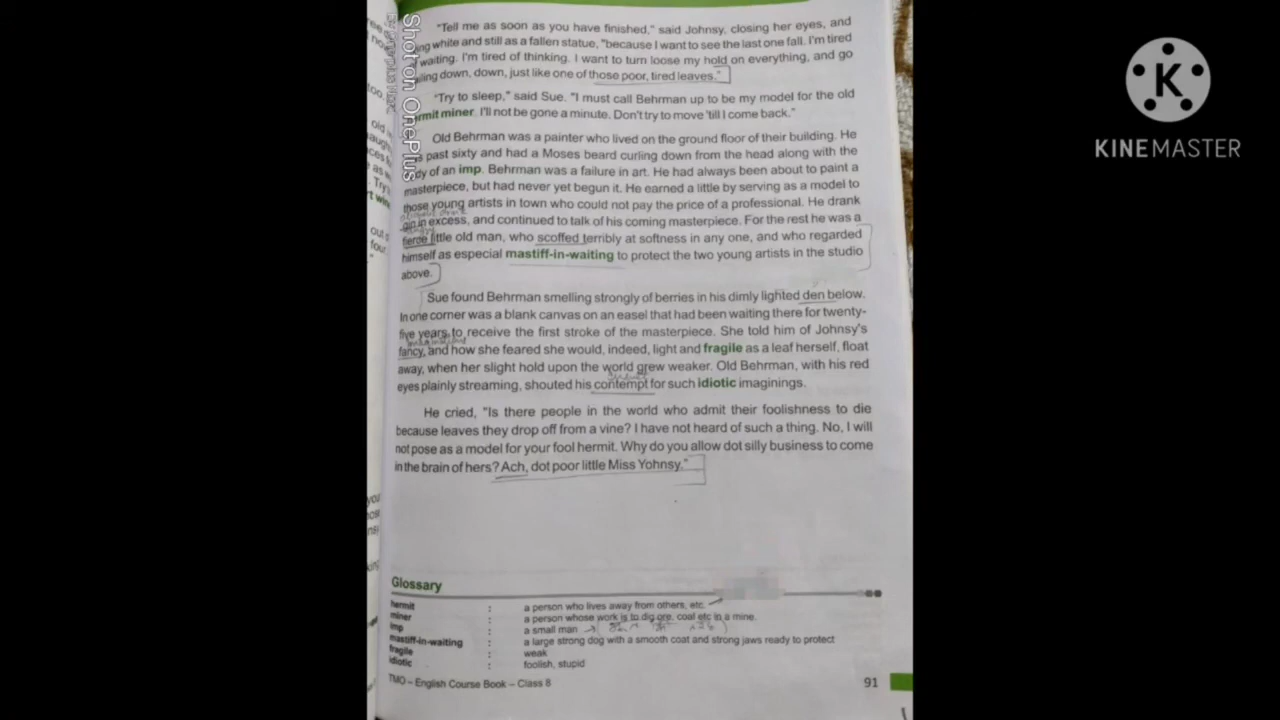 "Tell me as soon as you have finished," said Johnsy, closing her eyes, and
ing white and still as a fallen statue, "because I want to see the last one fall. I'm tired
waiting. I'm tired of thinking. I want to turn loose my hold on everything, and go
ling down, down, just like one of those poor, tired leaves."
"Try to sleep," said Sue. "I must call Behrman up to be my model for the old
rmit miner. I'll not be gone a minute. Don't try to move 'till I come back."
Old Behrman was a painter who lived on the ground floor of their building. He
past sixty and had a Moses beard curling down from the head along with the
dy of an imp. Behrman was a failure in art. He had always been about to paint a
masterpiece, but had never yet begun it. He earned a little by serving as a model to
those young artists in town who could not pay the price of a professional. He drank
gin in excess, and continued to talk of his coming masterpiece. For the rest he was a
fierce little old man, who scoffed terribly at softness in any one, and who regarded
himself as especial mastiff-in-waiting to protect the two young artists in the studio
above.
Sue found Behrman smelling strongly of berries in his dimly lighted den below.
In one corner was a blank canvas on an easel that had been waiting there for twenty-
five years to receive the first stroke of the masterpiece. She told him of Johnsy's
fancy, and how she feared she would, indeed, light and fragile as a leaf herself, float
away, when her slight hold upon the world grew weaker. Old Behrman, with his red
eyes plainly streaming, shouted his contempt for such idiotic imaginings.
He cried, "Is there people in the world who admit their foolishness to die
because leaves they drop off from a vine? I have not heard of such a thing. No, I will
not pose as a model for your fool hermit. Why do you allow dot silly business to come
in the brain of hers? Ach, dot poor little Miss Yohnsy."
Glossary
hermit : a person who lives away from others, etc.
miner : a person whose work is to dig ore, coal etc in a mine.
imp : a small man
mastiff-in-waiting : a large strong dog with a smooth coat and strong jaws ready to protect
fragile : weak
idiotic : foolish, stupid
TMO – English Course Book – Class 8
91
Shot on OnePlus
K
KINEMASTER